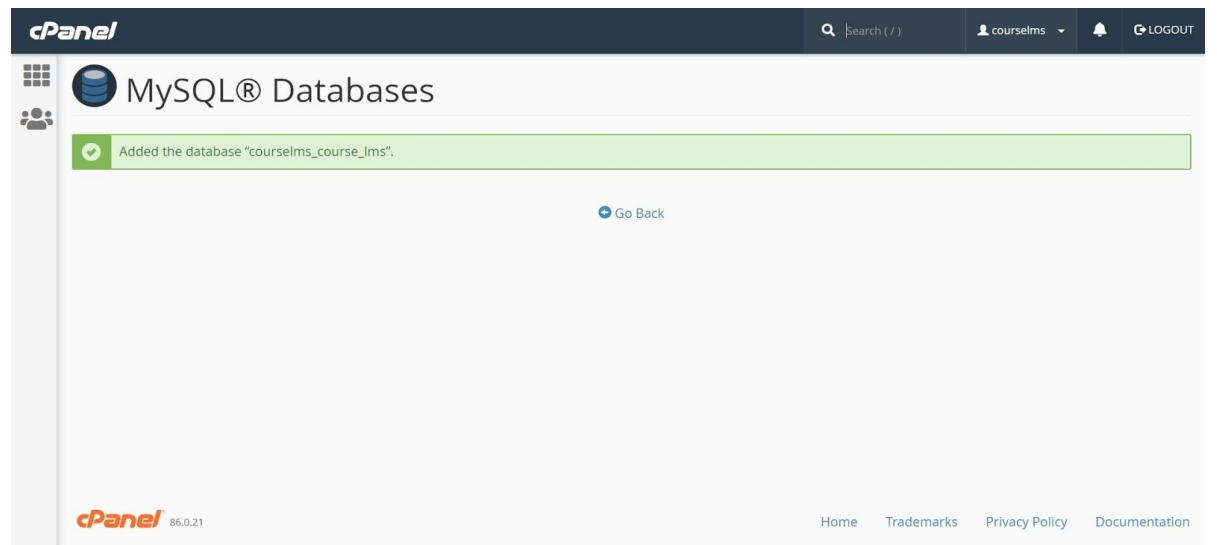 cPanel Search ( / ) courselms LOGOUT
MySQL® Databases
Added the database “courselms_course_lms”.
Go Back
cPanel 86.0.21 Home Trademarks Privacy Policy Documentation